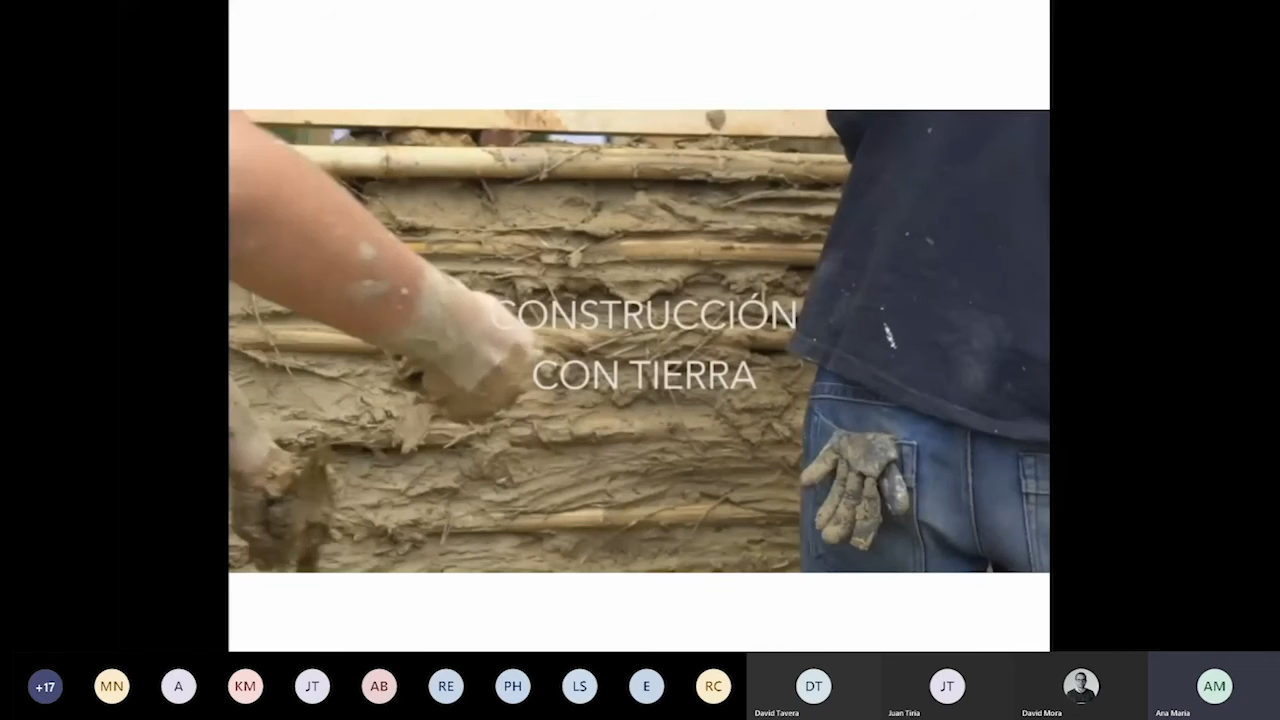 CONSTRUCCIÓN
CON TIERRA
+17
MN
A
KM
JT
AB
RE
PH
LS
E
RC
DT
JT
AM
David Tavera
Juan Tiria
David Mora
Ana Maria